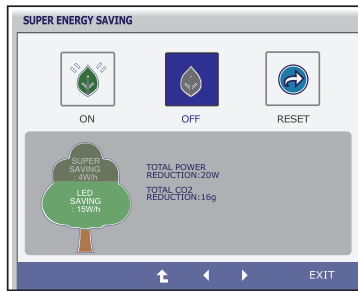 SUPER ENERGY SAVING
ON
OFF
RESET
SUPER
SAVING
: 4W/h
LED
SAVING
: 15W/h
TOTAL POWER
REDUCTION:20W
TOTAL CO2
REDUCTION:16g
EXIT